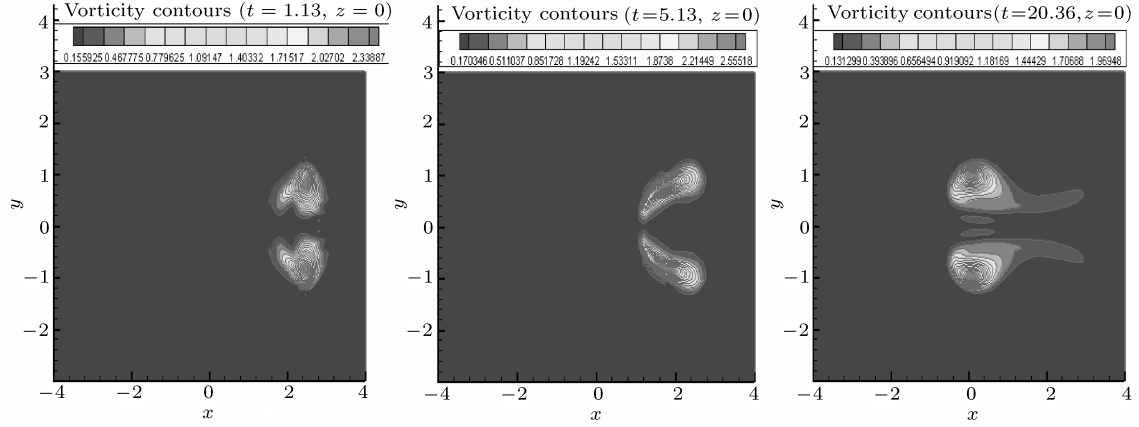 Vorticity contours (t = 1.13, z = 0)
0.155925 0.467775 0.779625 1.09147 1.40332 1.71517 2.02702 2.33887
4
3
2
1
0
−1
−2
−4 −2 0 2 4
y
x
Vorticity contours (t=5.13, z=0)
0.170346 0.511037 0.851728 1.19242 1.53311 1.8738 2.21449 2.55518
4
3
2
1
0
−1
−2
−4 −2 0 2 4
y
x
Vorticity contours(t=20.36,z=0)
0.131299 0.393896 0.656494 0.919092 1.18169 1.44429 1.70688 1.96948
4
3
2
1
0
−1
−2
−4 −2 0 2 4
y
x